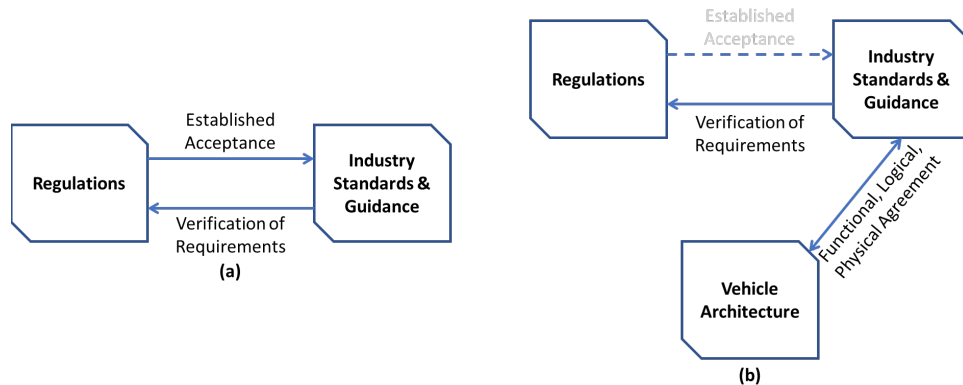 Established
Acceptance
Regulations
Industry
Standards &
Guidance
Verification of
Requirements
(a)
Established
Acceptance
Regulations
Industry
Standards &
Guidance
Verification of
Requirements
Functional, Logical,
Physical Agreement
Vehicle
Architecture
(b)